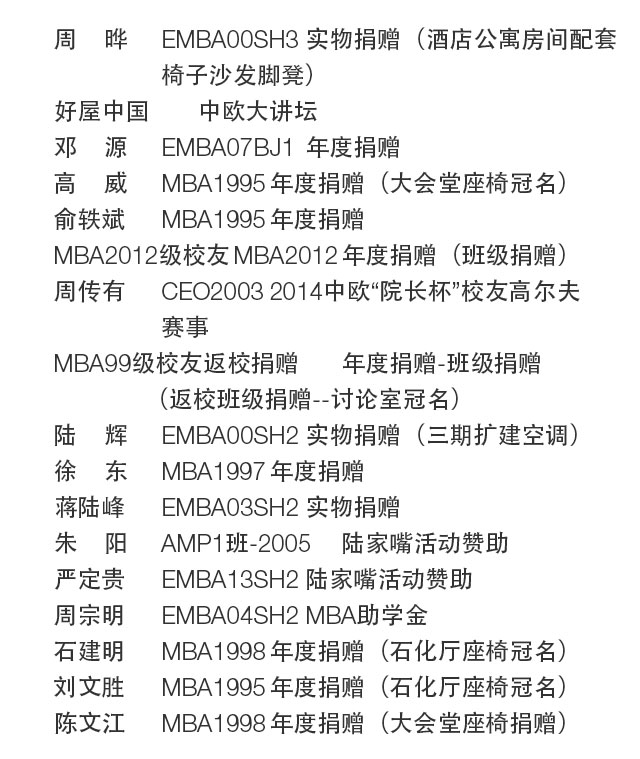 周　晔　EMBA00SH3 实物捐赠（酒店公寓房间配套
椅子沙发脚凳）
好屋中国　　中欧大讲坛
邓　源　EMBA07BJ1 年度捐赠
高　威　MBA1995 年度捐赠（大会堂座椅冠名）
俞轶斌　MBA1995 年度捐赠
MBA2012级校友 MBA2012 年度捐赠（班级捐赠）
周传有　CEO2003 2014中欧“院长杯”校友高尔夫
赛事
MBA99级校友返校捐赠　　年度捐赠-班级捐赠
（返校班级捐赠--讨论室冠名）
陆　辉　EMBA00SH2 实物捐赠（三期扩建空调）
徐　东　MBA1997 年度捐赠
蒋陆峰　EMBA03SH2 实物捐赠
朱　阳　AMP1班-2005　陆家嘴活动赞助
严定贵　EMBA13SH2 陆家嘴活动赞助
周宗明　EMBA04SH2 MBA助学金
石建明　MBA1998 年度捐赠（石化厅座椅冠名）
刘文胜　MBA1995 年度捐赠（石化厅座椅冠名）
陈文江　MBA1998 年度捐赠（大会堂座椅捐赠）